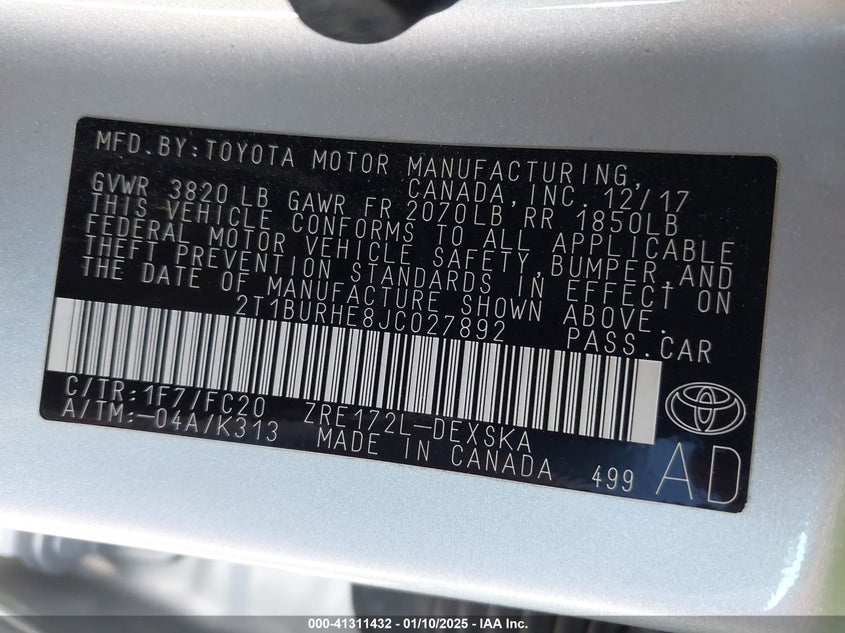 MFD.BY:TOYOTA MOTOR MANUFACTURING,
CANADA, INC. 12/17
GVWR 3820 LB GAWR FR 2070LB RR 1850LB
THIS VEHICLE CONFORMS TO ALL APPLICABLE
FEDERAL MOTOR VEHICLE SAFETY, BUMPER, AND
THEFT PREVENTION STANDARDS IN EFFECT ON
THE DATE OF MANUFACTURE SHOWN ABOVE.
2T1BURHE8JC027892 PASS.CAR
C/TR:1F7/FC20 ZRE172L-DEXSKA
A/TM:-04A/K313 MADE IN CANADA 499 AD
000-41311432 - 01/10/2025 - IAA Inc.